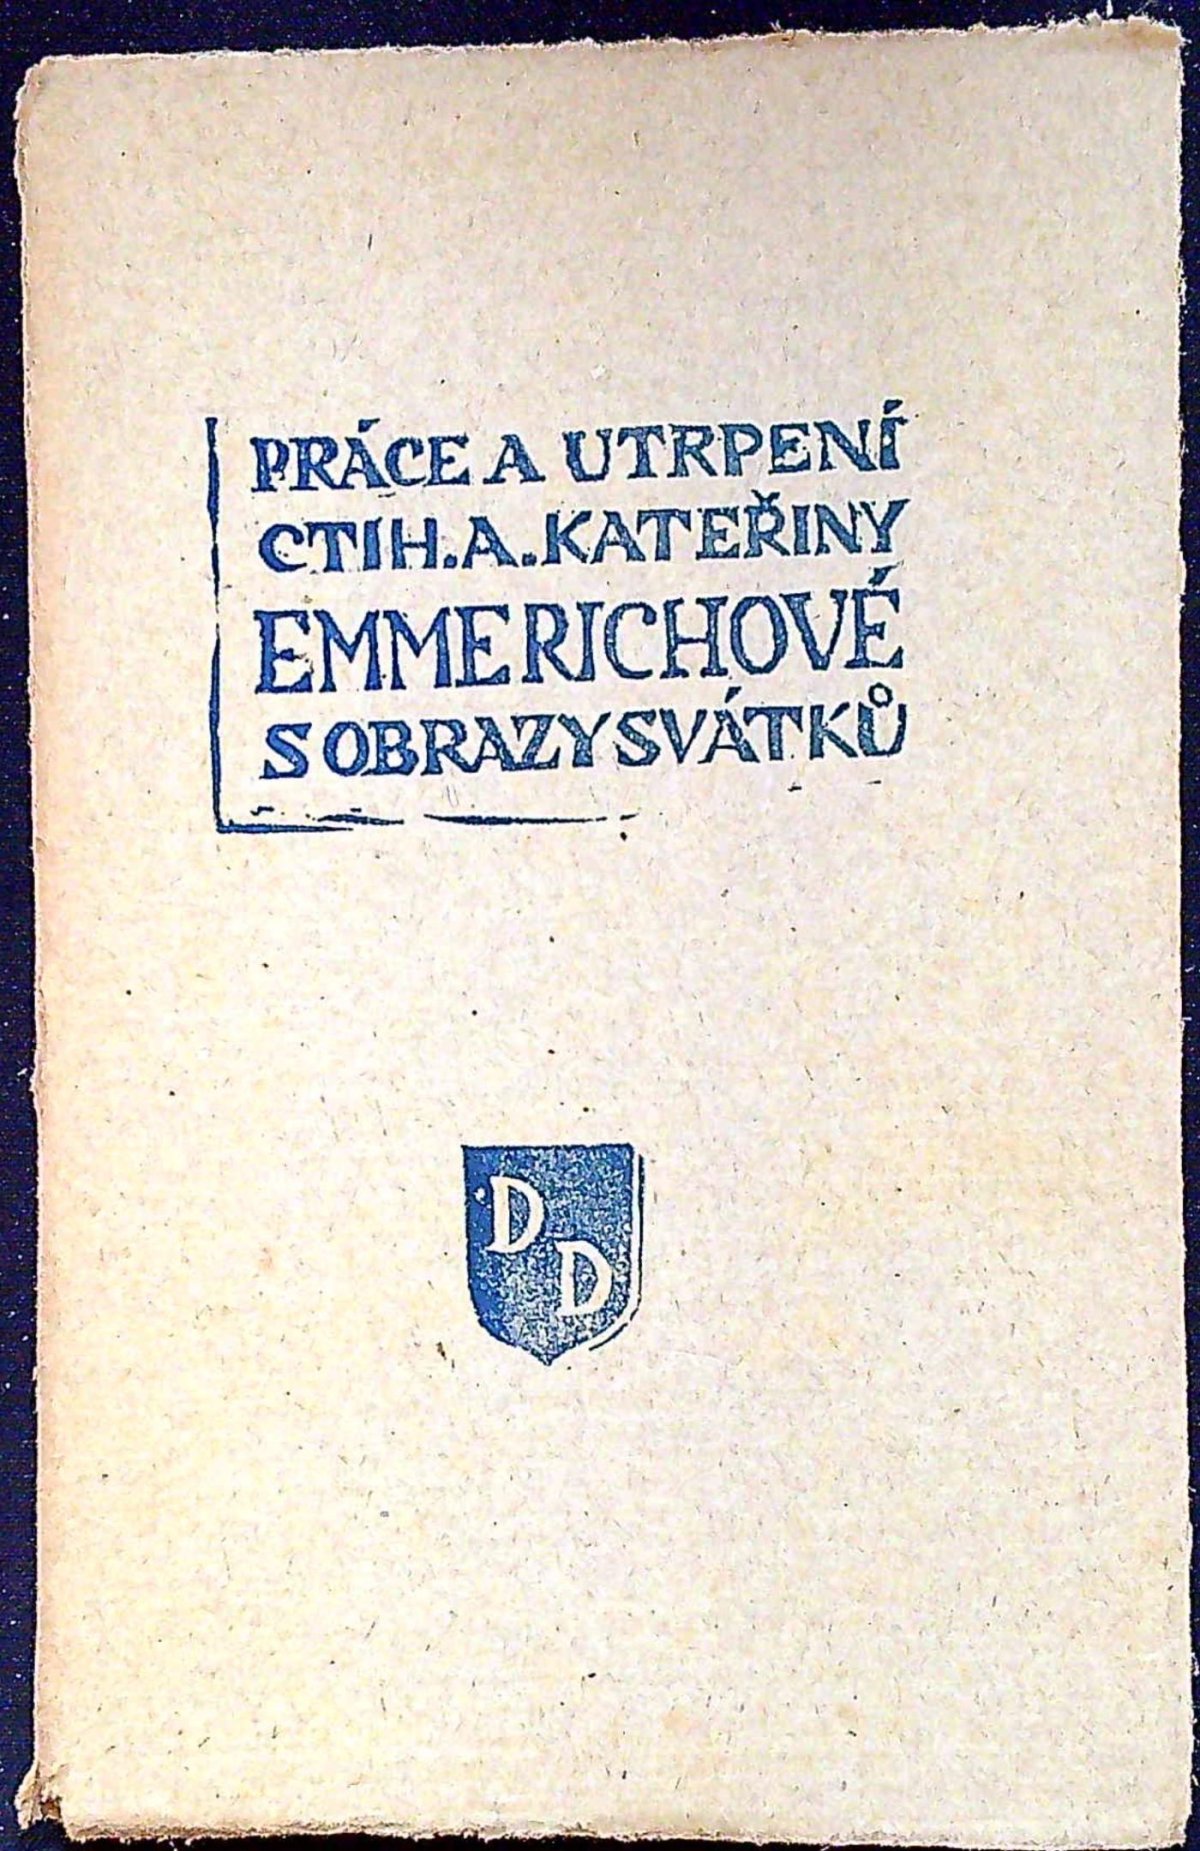 PRÁCE A UTRPENÍ
CTIH. A. KATEŘINY
EMMERICHOVÉ
S OBRAZY SVÁTKŮ
D
D